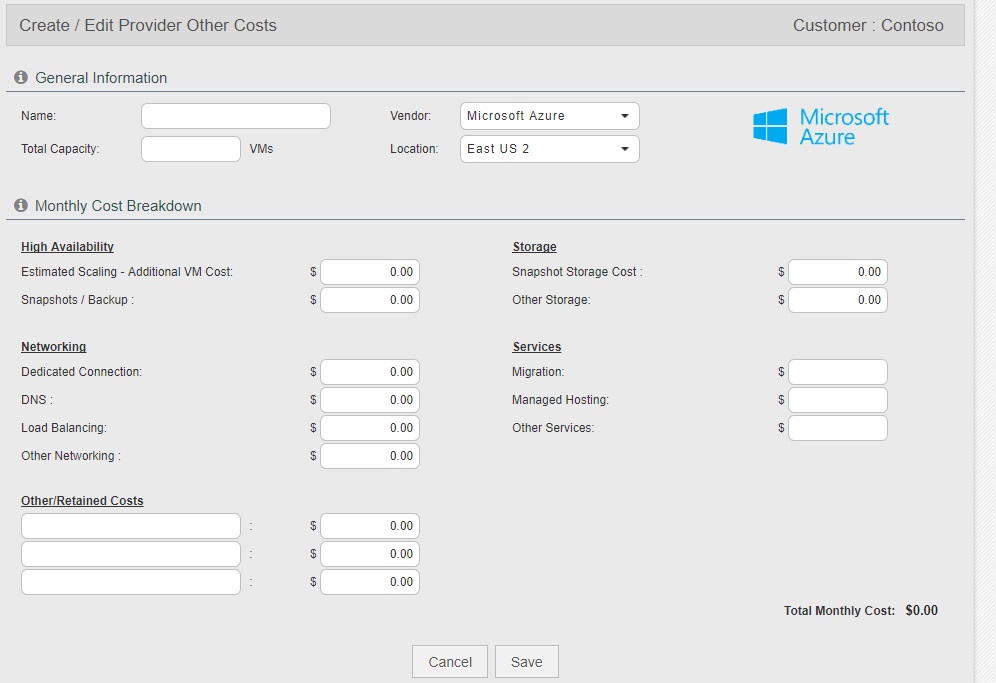 Create / Edit Provider Other Costs Customer : Contoso
General Information
Name: Vendor: Microsoft Azure
Total Capacity: VMs Location: East US 2
Microsoft
Azure
Monthly Cost Breakdown
High Availability Storage
Estimated Scaling - Additional VM Cost: $ 0.00 Snapshot Storage Cost : $ 0.00
Snapshots / Backup : $ 0.00 Other Storage: $ 0.00
Networking Services
Dedicated Connection: $ 0.00 Migration: $
DNS : $ 0.00 Managed Hosting: $
Load Balancing: $ 0.00 Other Services: $
Other Networking : $ 0.00
Other/Retained Costs
: $ 0.00
: $ 0.00
: $ 0.00
Total Monthly Cost: $0.00
Cancel Save